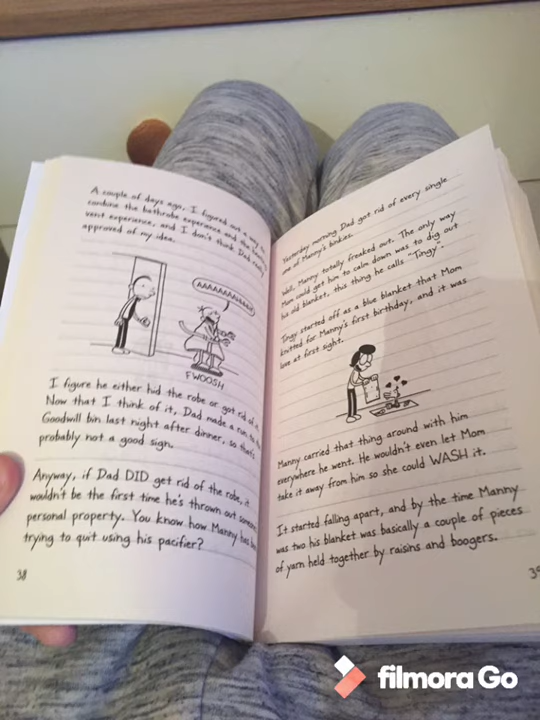 A couple of days ago, I figured out a way to
combine the bathrobe experience and the heating
vent experience, and I don't think Dad really
approved of my idea.
AAAAAAAAAAAH!
FWOOSH
I figure he either hid the robe or got rid of it.
Now that I think of it, Dad made a run to the
Goodwill bin last night after dinner, so that's
probably not a good sign.
Anyway, if Dad DID get rid of the robe, it
wouldn't be the first time he's thrown out someone's
personal property. You know how Manny has been
trying to quit using his pacifier?
38
Yesterday morning Dad got rid of every single
one of Manny's binkies.
Well, Manny totally freaked out. The only way
Mom could get him to calm down was to dig out
his old blanket, this thing he calls "Tingy".
Tingy started off as a blue blanket that Mom
knitted for Manny's first birthday, and it was
love at first sight.
Manny carried that thing around with him
everywhere he went. He wouldn't even let Mom
take it away from him so she could WASH it.
It started falling apart, and by the time Manny
was two his blanket was basically a couple of pieces
of yarn held together by raisins and boogers.
39
filmora Go